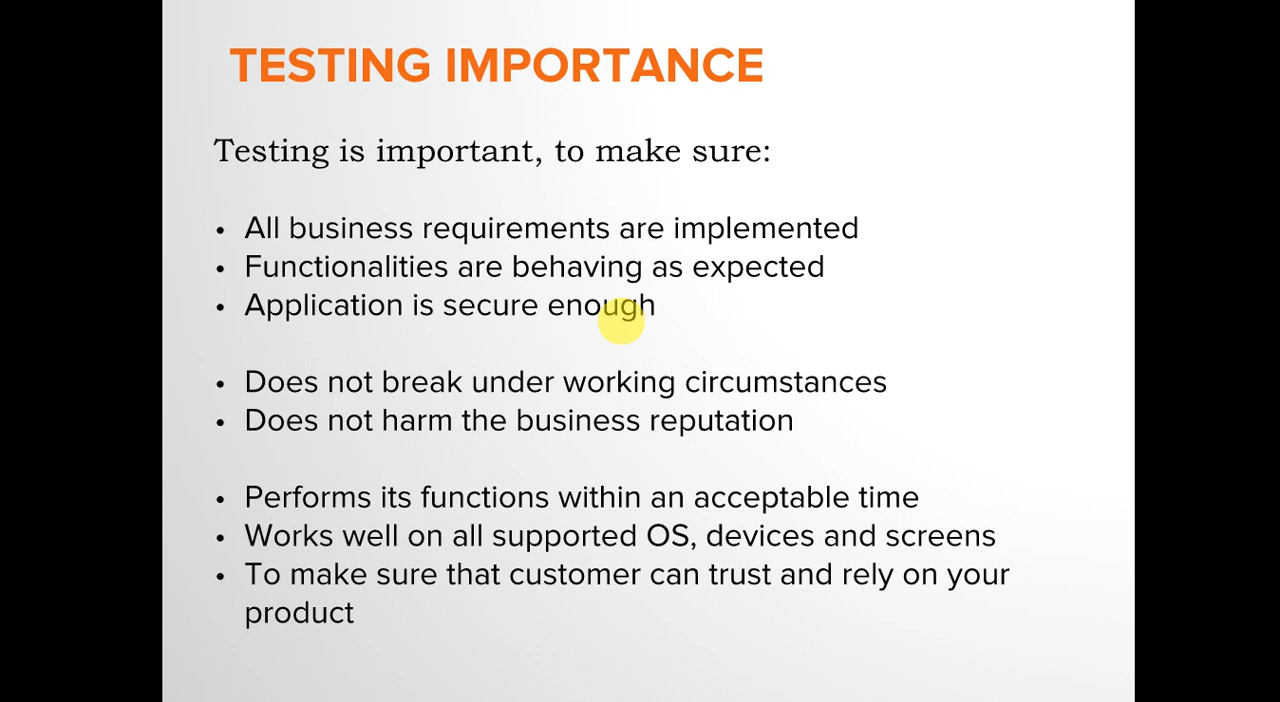 TESTING IMPORTANCE
Testing is important, to make sure:
• All business requirements are implemented
• Functionalities are behaving as expected
• Application is secure enough
• Does not break under working circumstances
• Does not harm the business reputation
• Performs its functions within an acceptable time
• Works well on all supported OS, devices and screens
• To make sure that customer can trust and rely on your
product